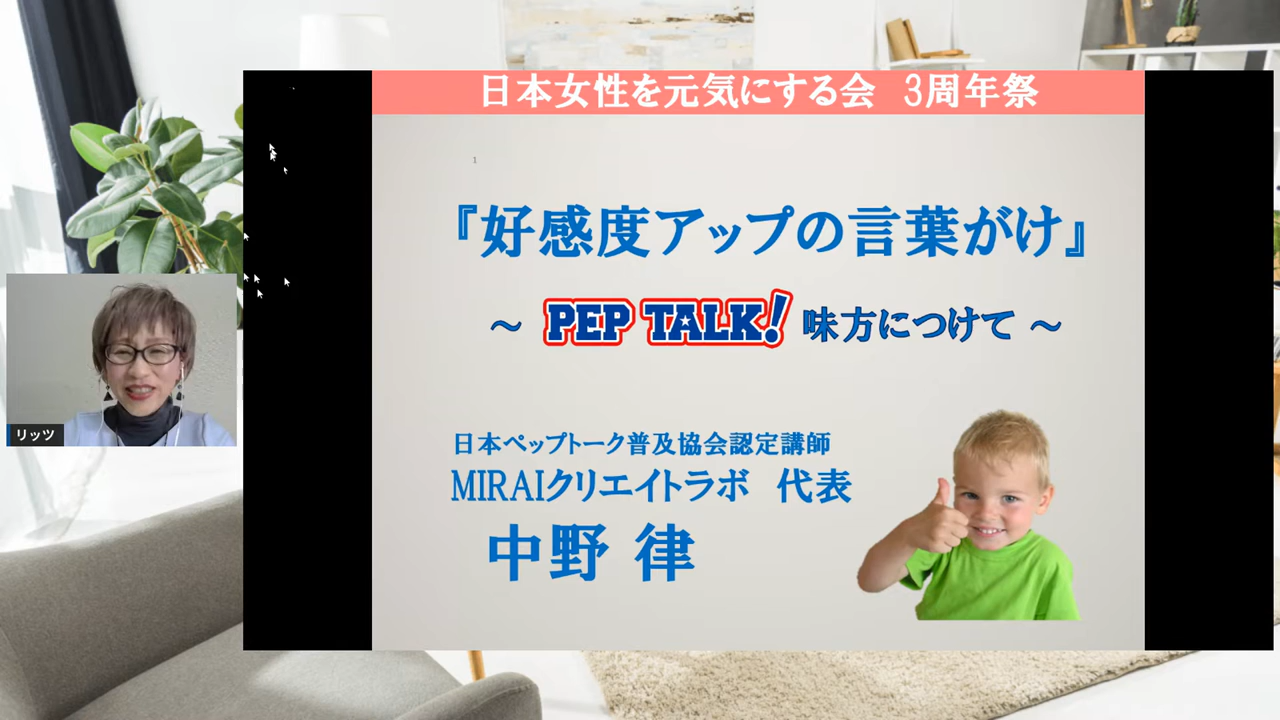 日本女性を元気にする会 3周年祭
1
『好感度アップの言葉がけ』
～ PEP TALK! 味方につけて ～
日本ペップトーク普及協会認定講師
MIRAIクリエイトラボ 代表
中野 律
リッツ